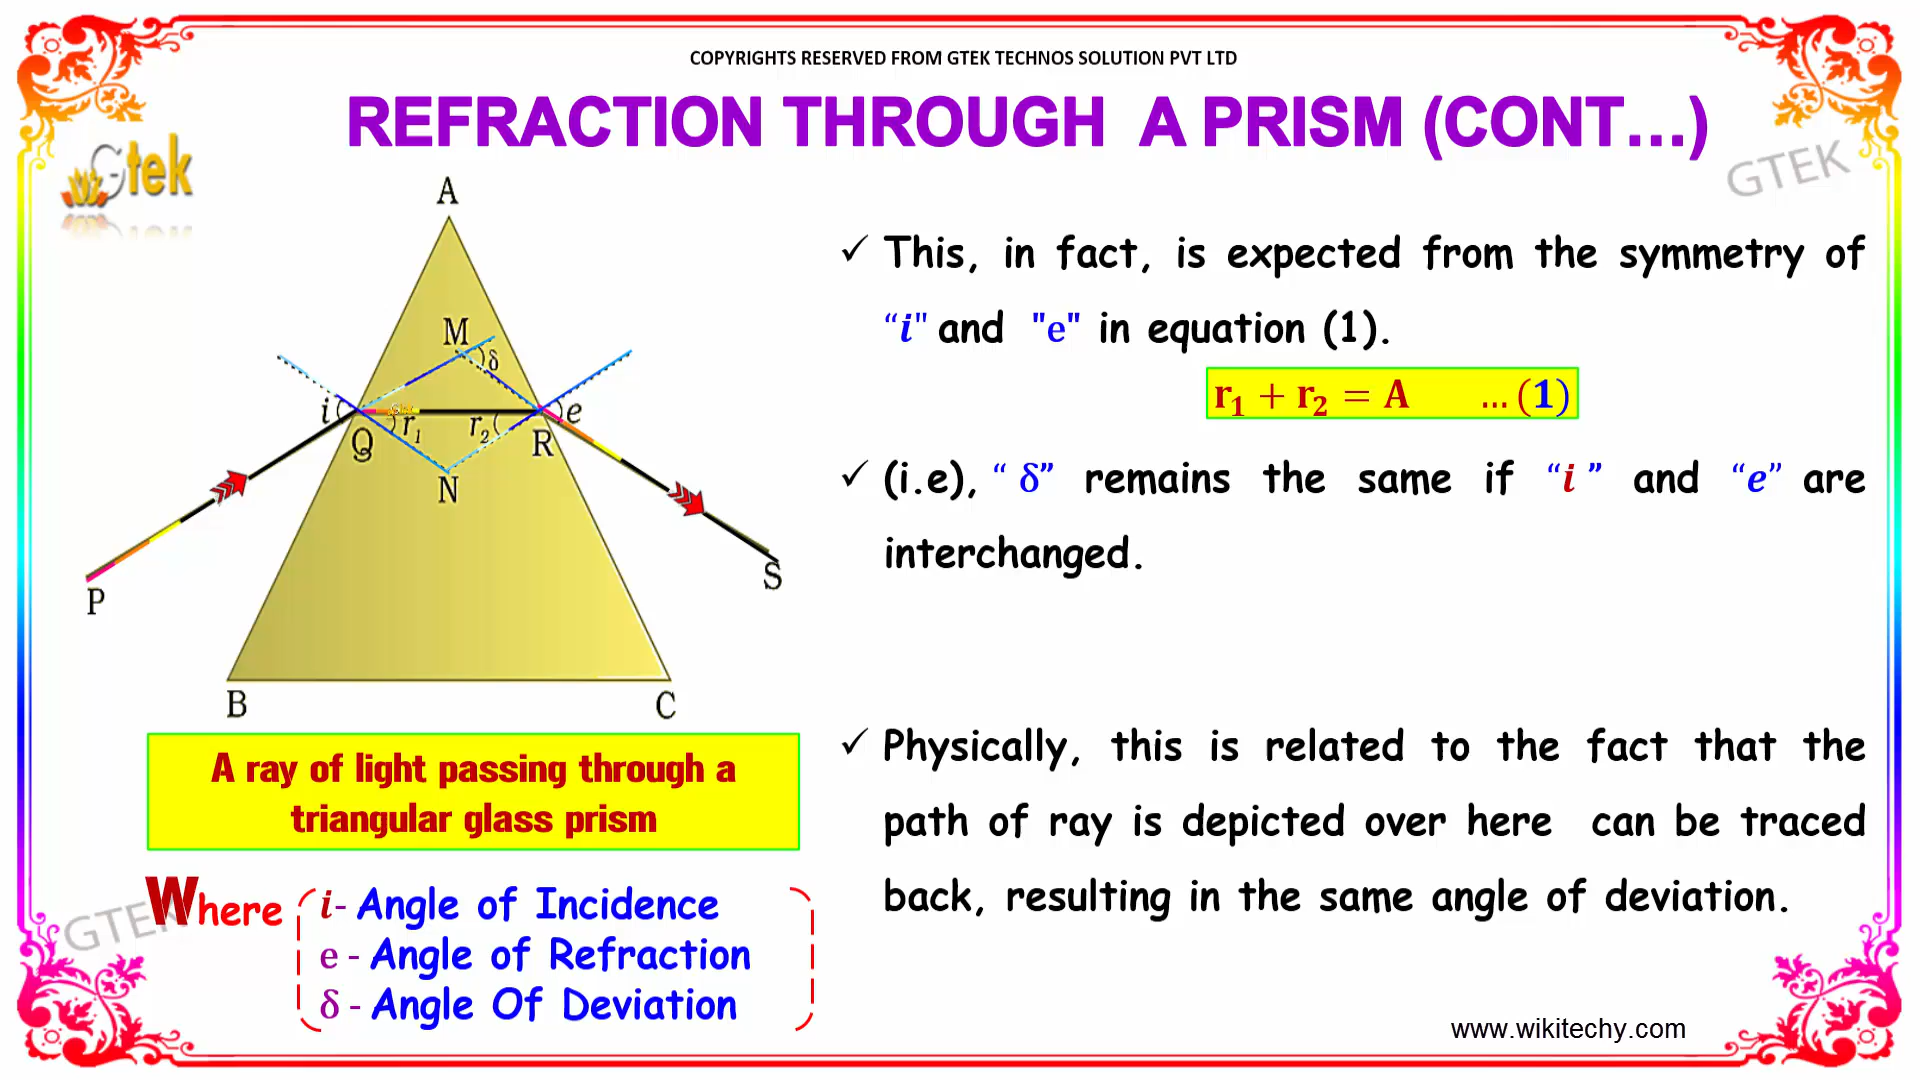 COPYRIGHTS RESERVED FROM GTEK TECHNOS SOLUTION PVT LTD
REFRACTION THROUGH A PRISM (CONT...)
Gtek
GTEK
A
M
δ
i
r1
r2
e
Q
R
N
P
S
B
C
A ray of light passing through a
triangular glass prism
Where
i- Angle of Incidence
e - Angle of Refraction
δ - Angle Of Deviation
GTEK
✓ This, in fact, is expected from the symmetry of
“i" and "e" in equation (1).
r₁ + r₂ = A ...(1)
✓ (i.e), “ δ” remains the same if “i ” and “e” are
interchanged.
✓ Physically, this is related to the fact that the
path of ray is depicted over here can be traced
back, resulting in the same angle of deviation.
www.wikitechy.com